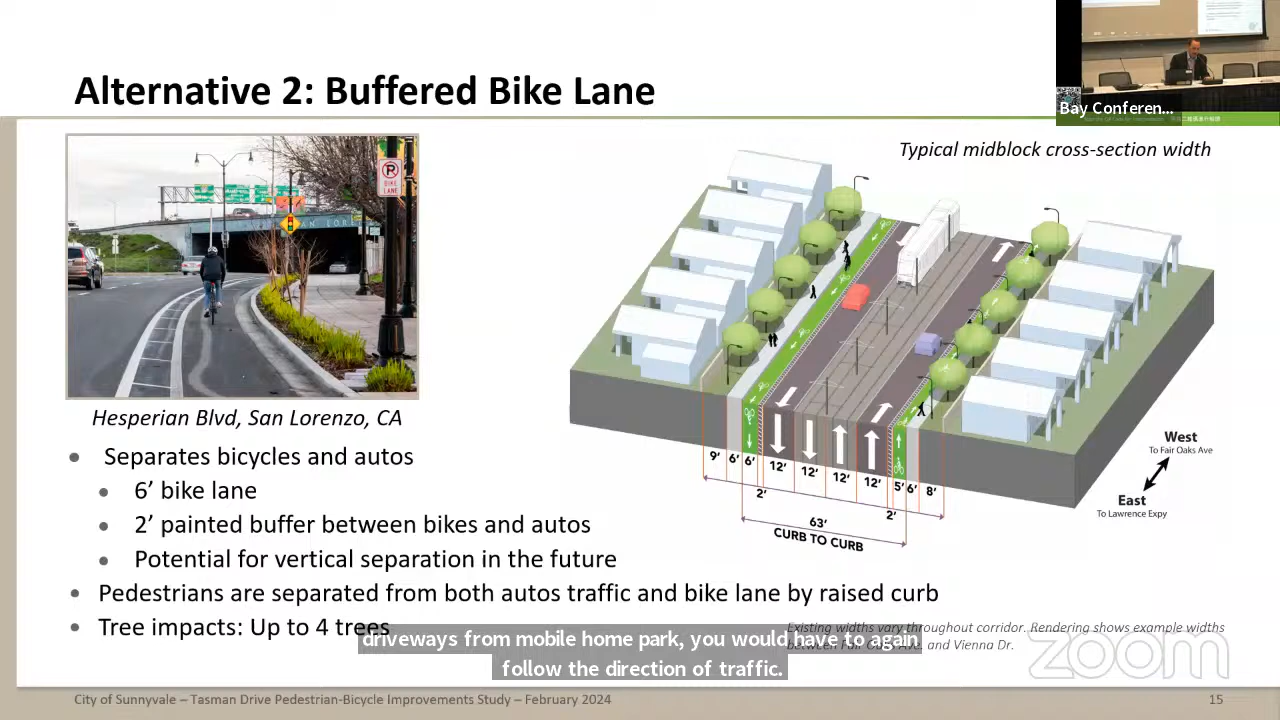 Alternative 2: Buffered Bike Lane
Bay Conferen...
Typical midblock cross-section width
BIKE
LANE
Hesperian Blvd, San Lorenzo, CA
• Separates bicycles and autos
• 6’ bike lane
• 2’ painted buffer between bikes and autos
• Potential for vertical separation in the future
• Pedestrians are separated from both autos traffic and bike lane by raised curb
• Tree impacts: Up to 4 trees
9’ 6’ 6’ 12’ 12’ 12’ 12’ 5’ 6’ 8’
2’ 2’
63’
CURB TO CURB
West
To Fair Oaks Ave
East
To Lawrence Expy
Existing widths vary throughout corridor. Rendering shows example widths
between Fair Oaks Ave. and Vienna Dr.
driveways from mobile home park, you would have to again
follow the direction of traffic.
zoom
City of Sunnyvale – Tasman Drive Pedestrian-Bicycle Improvements Study – February 2024
15